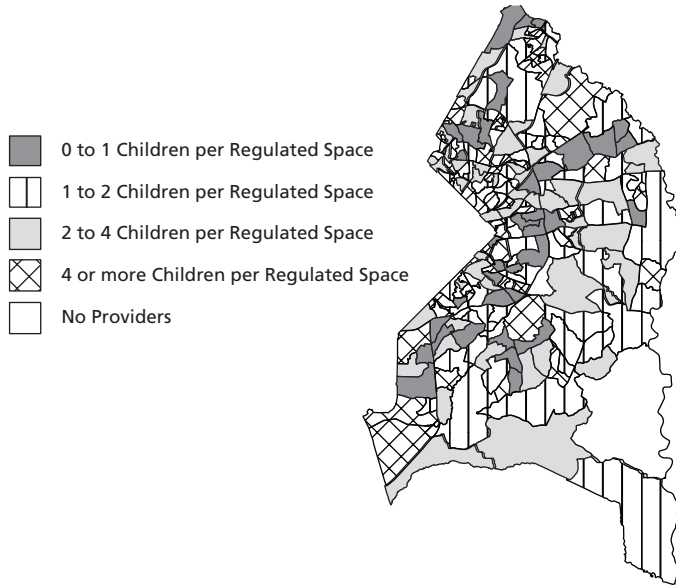 0 to 1 Children per Regulated Space
1 to 2 Children per Regulated Space
2 to 4 Children per Regulated Space
4 or more Children per Regulated Space
No Providers